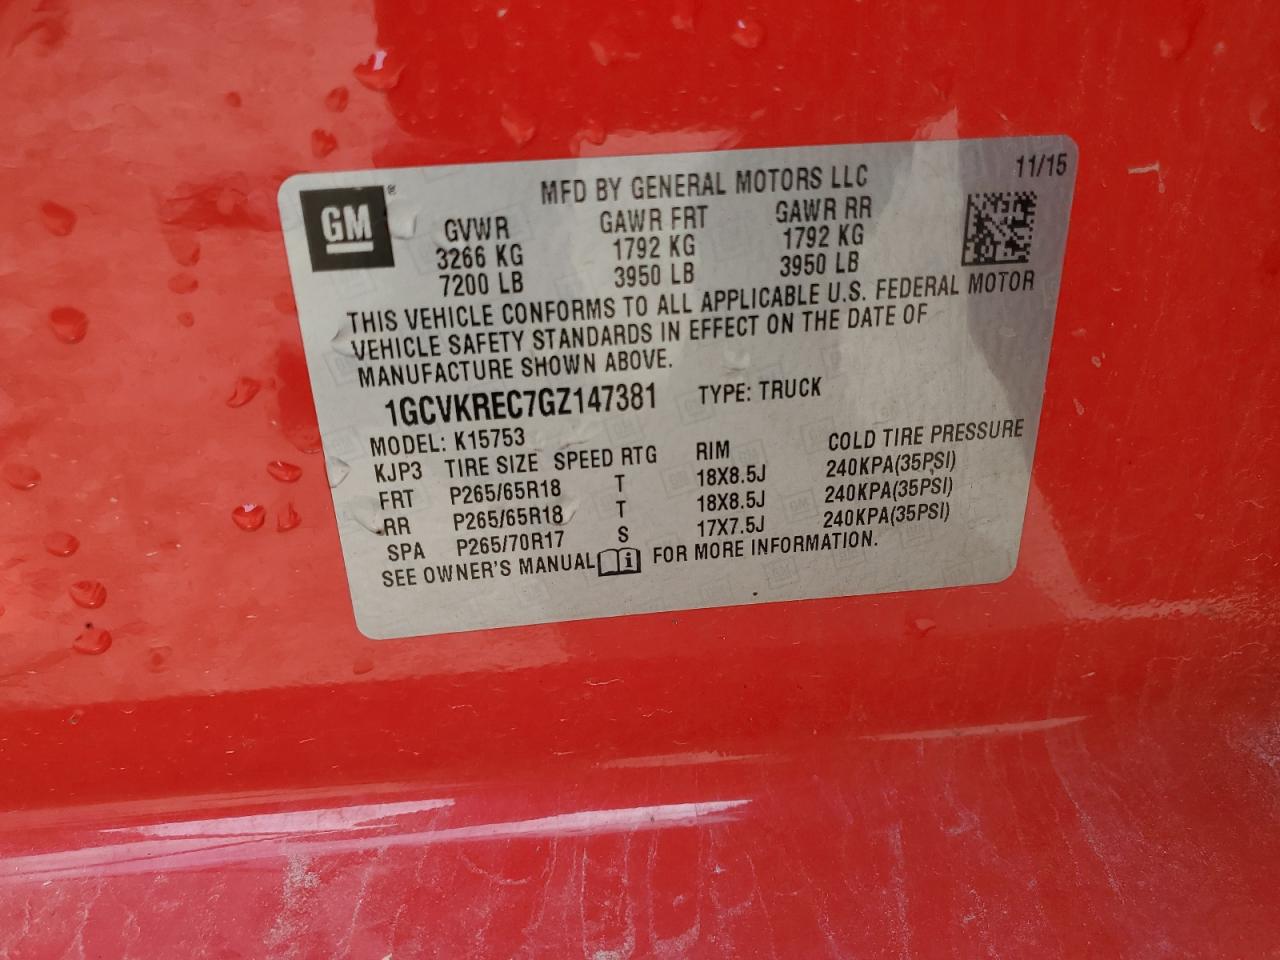 GM ®
MFD BY GENERAL MOTORS LLC 11/15
GVWR GAWR FRT GAWR RR
3266 KG 1792 KG 1792 KG
7200 LB 3950 LB 3950 LB
THIS VEHICLE CONFORMS TO ALL APPLICABLE U.S. FEDERAL MOTOR
VEHICLE SAFETY STANDARDS IN EFFECT ON THE DATE OF
MANUFACTURE SHOWN ABOVE.
1GCVKREC7GZ147381 TYPE: TRUCK
MODEL: K15753
KJP3 TIRE SIZE SPEED RTG RIM COLD TIRE PRESSURE
FRT P265/65R18 T 18X8.5J 240KPA(35PSI)
RR P265/65R18 T 18X8.5J 240KPA(35PSI)
SPA P265/70R17 S 17X7.5J 240KPA(35PSI)
SEE OWNER'S MANUAL i FOR MORE INFORMATION.